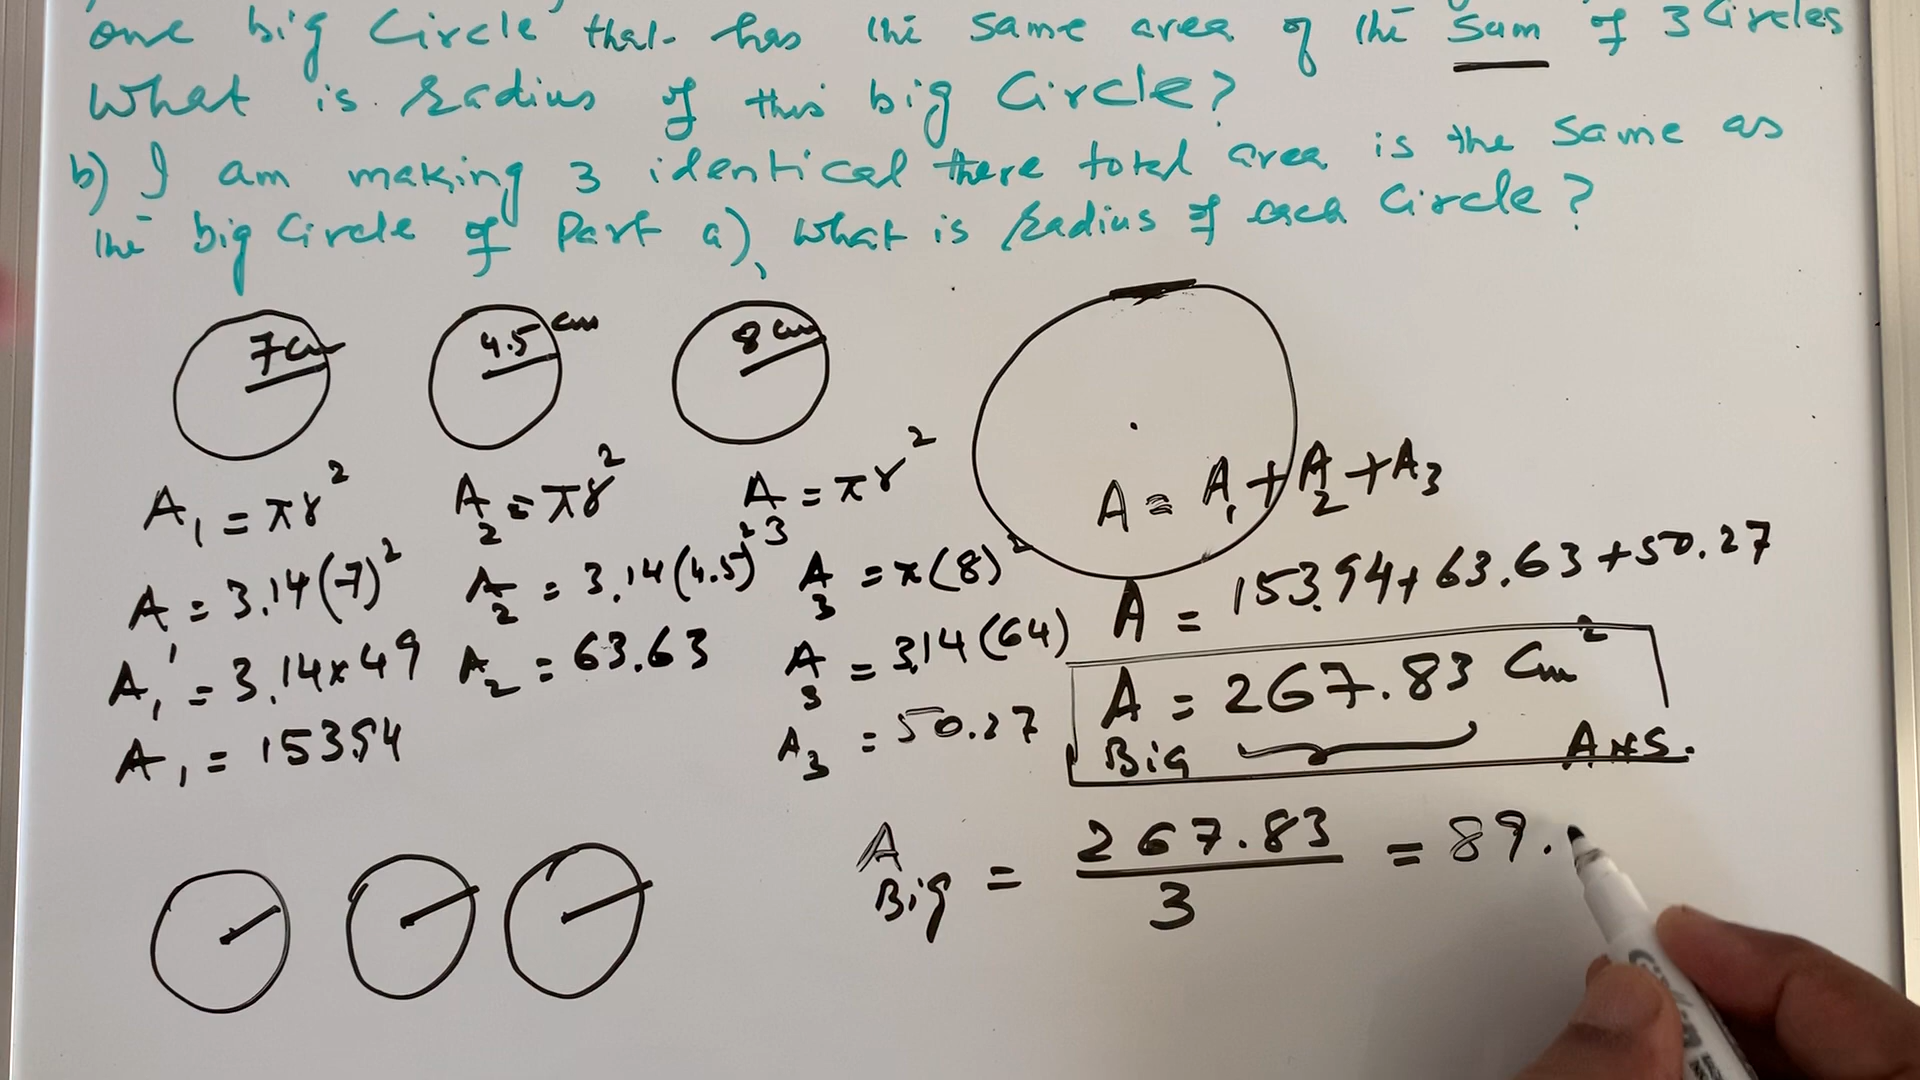 one big Circle that has the same area of the sum of 3 Circles
What is radius of this big Circle?
b) I am making 3 identical there total area is the same as
the big Circle of Part a), what is radius of each Circle?
7cm
4.5 cm
8 cm
A₁ = πr²
A₁ = 3.14(7)²
A₁ = 3.14x49
A₁ = 153.94
A₂ = πr²
A₂ = 3.14(4.5)²
A₂ = 63.63
A₃ = πr²
A₃ = π(8)²
A₃ = 3.14(64)
A₃ = 50.27
A = A₁+A₂+A₃
A = 153.94+63.63+50.27
A Big = 267.83 Cm² Ans.
A Big = 267.83/3 = 89.